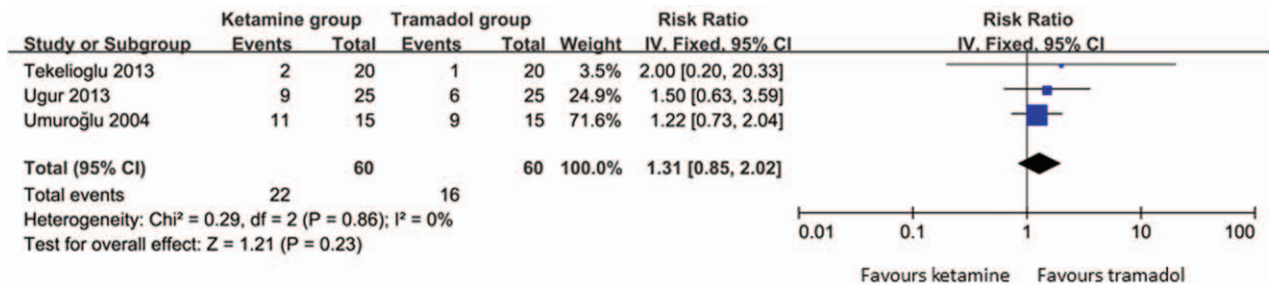 Ketamine group Tramadol group Risk Ratio Risk Ratio
Study or Subgroup Events Total Events Total Weight IV, Fixed, 95% CI IV, Fixed, 95% CI
Tekelioglu 2013 2 20 1 20 3.5% 2.00 [0.20, 20.33]
Ugur 2013 9 25 6 25 24.9% 1.50 [0.63, 3.59]
Umuroğlu 2004 11 15 9 15 71.6% 1.22 [0.73, 2.04]
Total (95% CI) 60 60 100.0% 1.31 [0.85, 2.02]
Total events 22 16
Heterogeneity: Chi² = 0.29, df = 2 (P = 0.86); I² = 0%
Test for overall effect: Z = 1.21 (P = 0.23)
0.01 0.1 1 10 100
Favours ketamine Favours tramadol